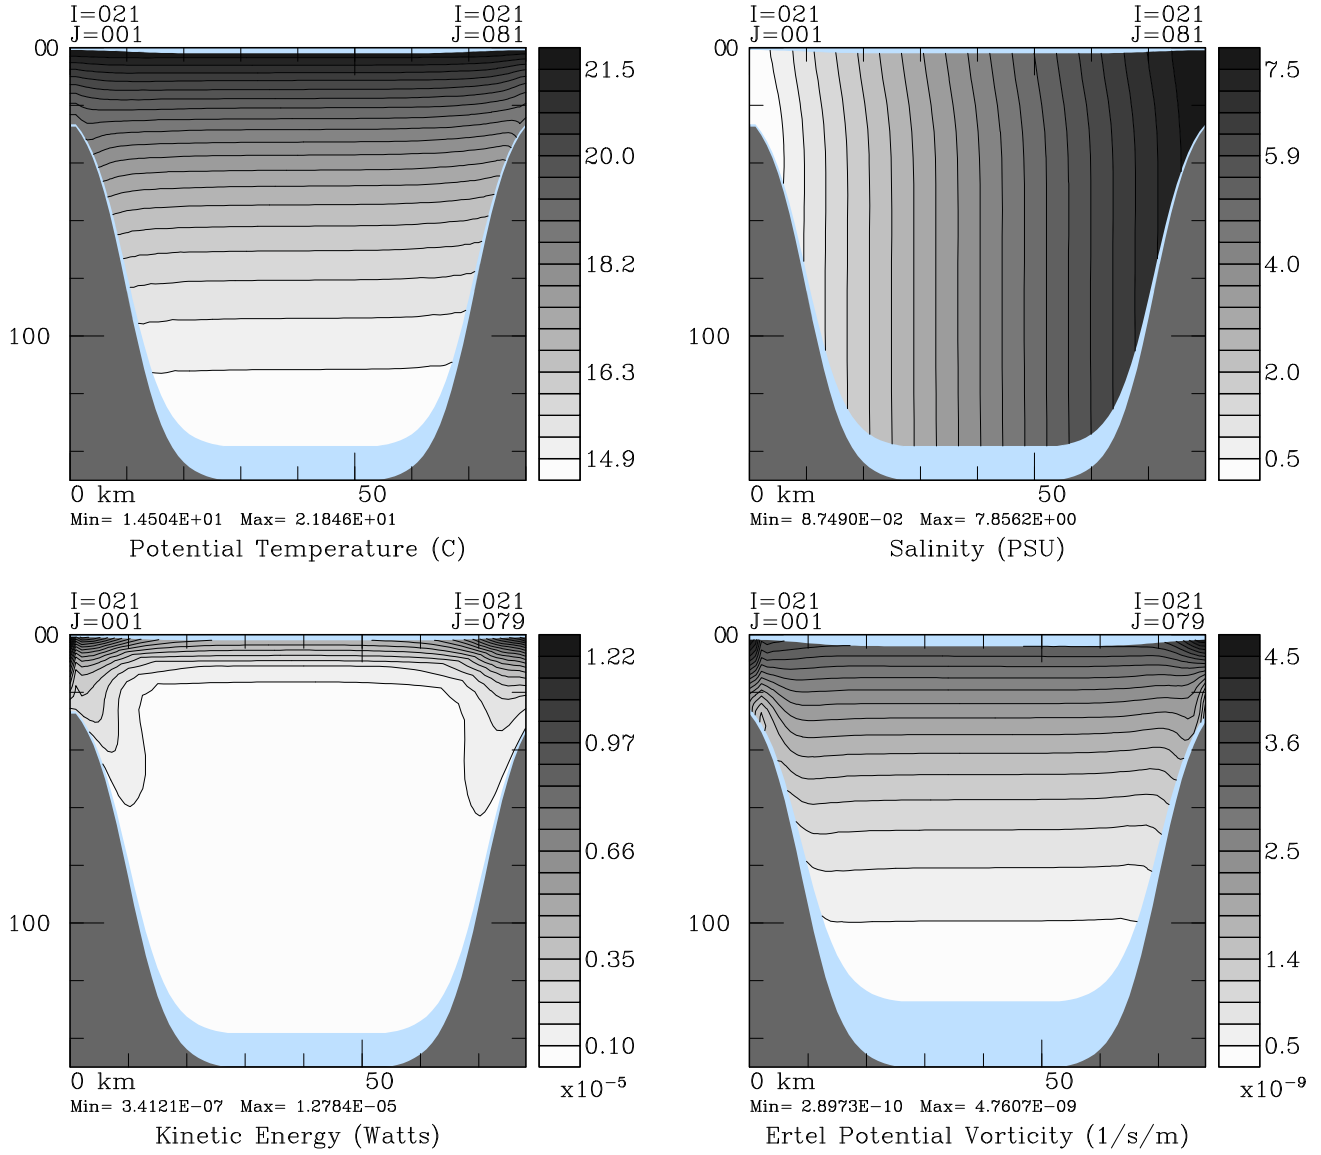 I=021 I=021
J=001 J=081
00
100
0 km 50
21.5
20.0
18.2
16.3
14.9
Min= 1.4504E+01 Max= 2.1846E+01
Potential Temperature (C)
I=021 I=021
J=001 J=081
00
100
0 km 50
7.5
5.9
4.0
2.0
0.5
Min= 8.7490E-02 Max= 7.8562E+00
Salinity (PSU)
I=021 I=021
J=001 J=079
00
100
0 km 50
1.22
0.97
0.66
0.35
0.10
x10-5
Min= 3.4121E-07 Max= 1.2784E-05
Kinetic Energy (Watts)
I=021 I=021
J=001 J=079
00
100
0 km 50
4.5
3.6
2.5
1.4
0.5
x10-9
Min= 2.8973E-10 Max= 4.7607E-09
Ertel Potential Vorticity (1/s/m)